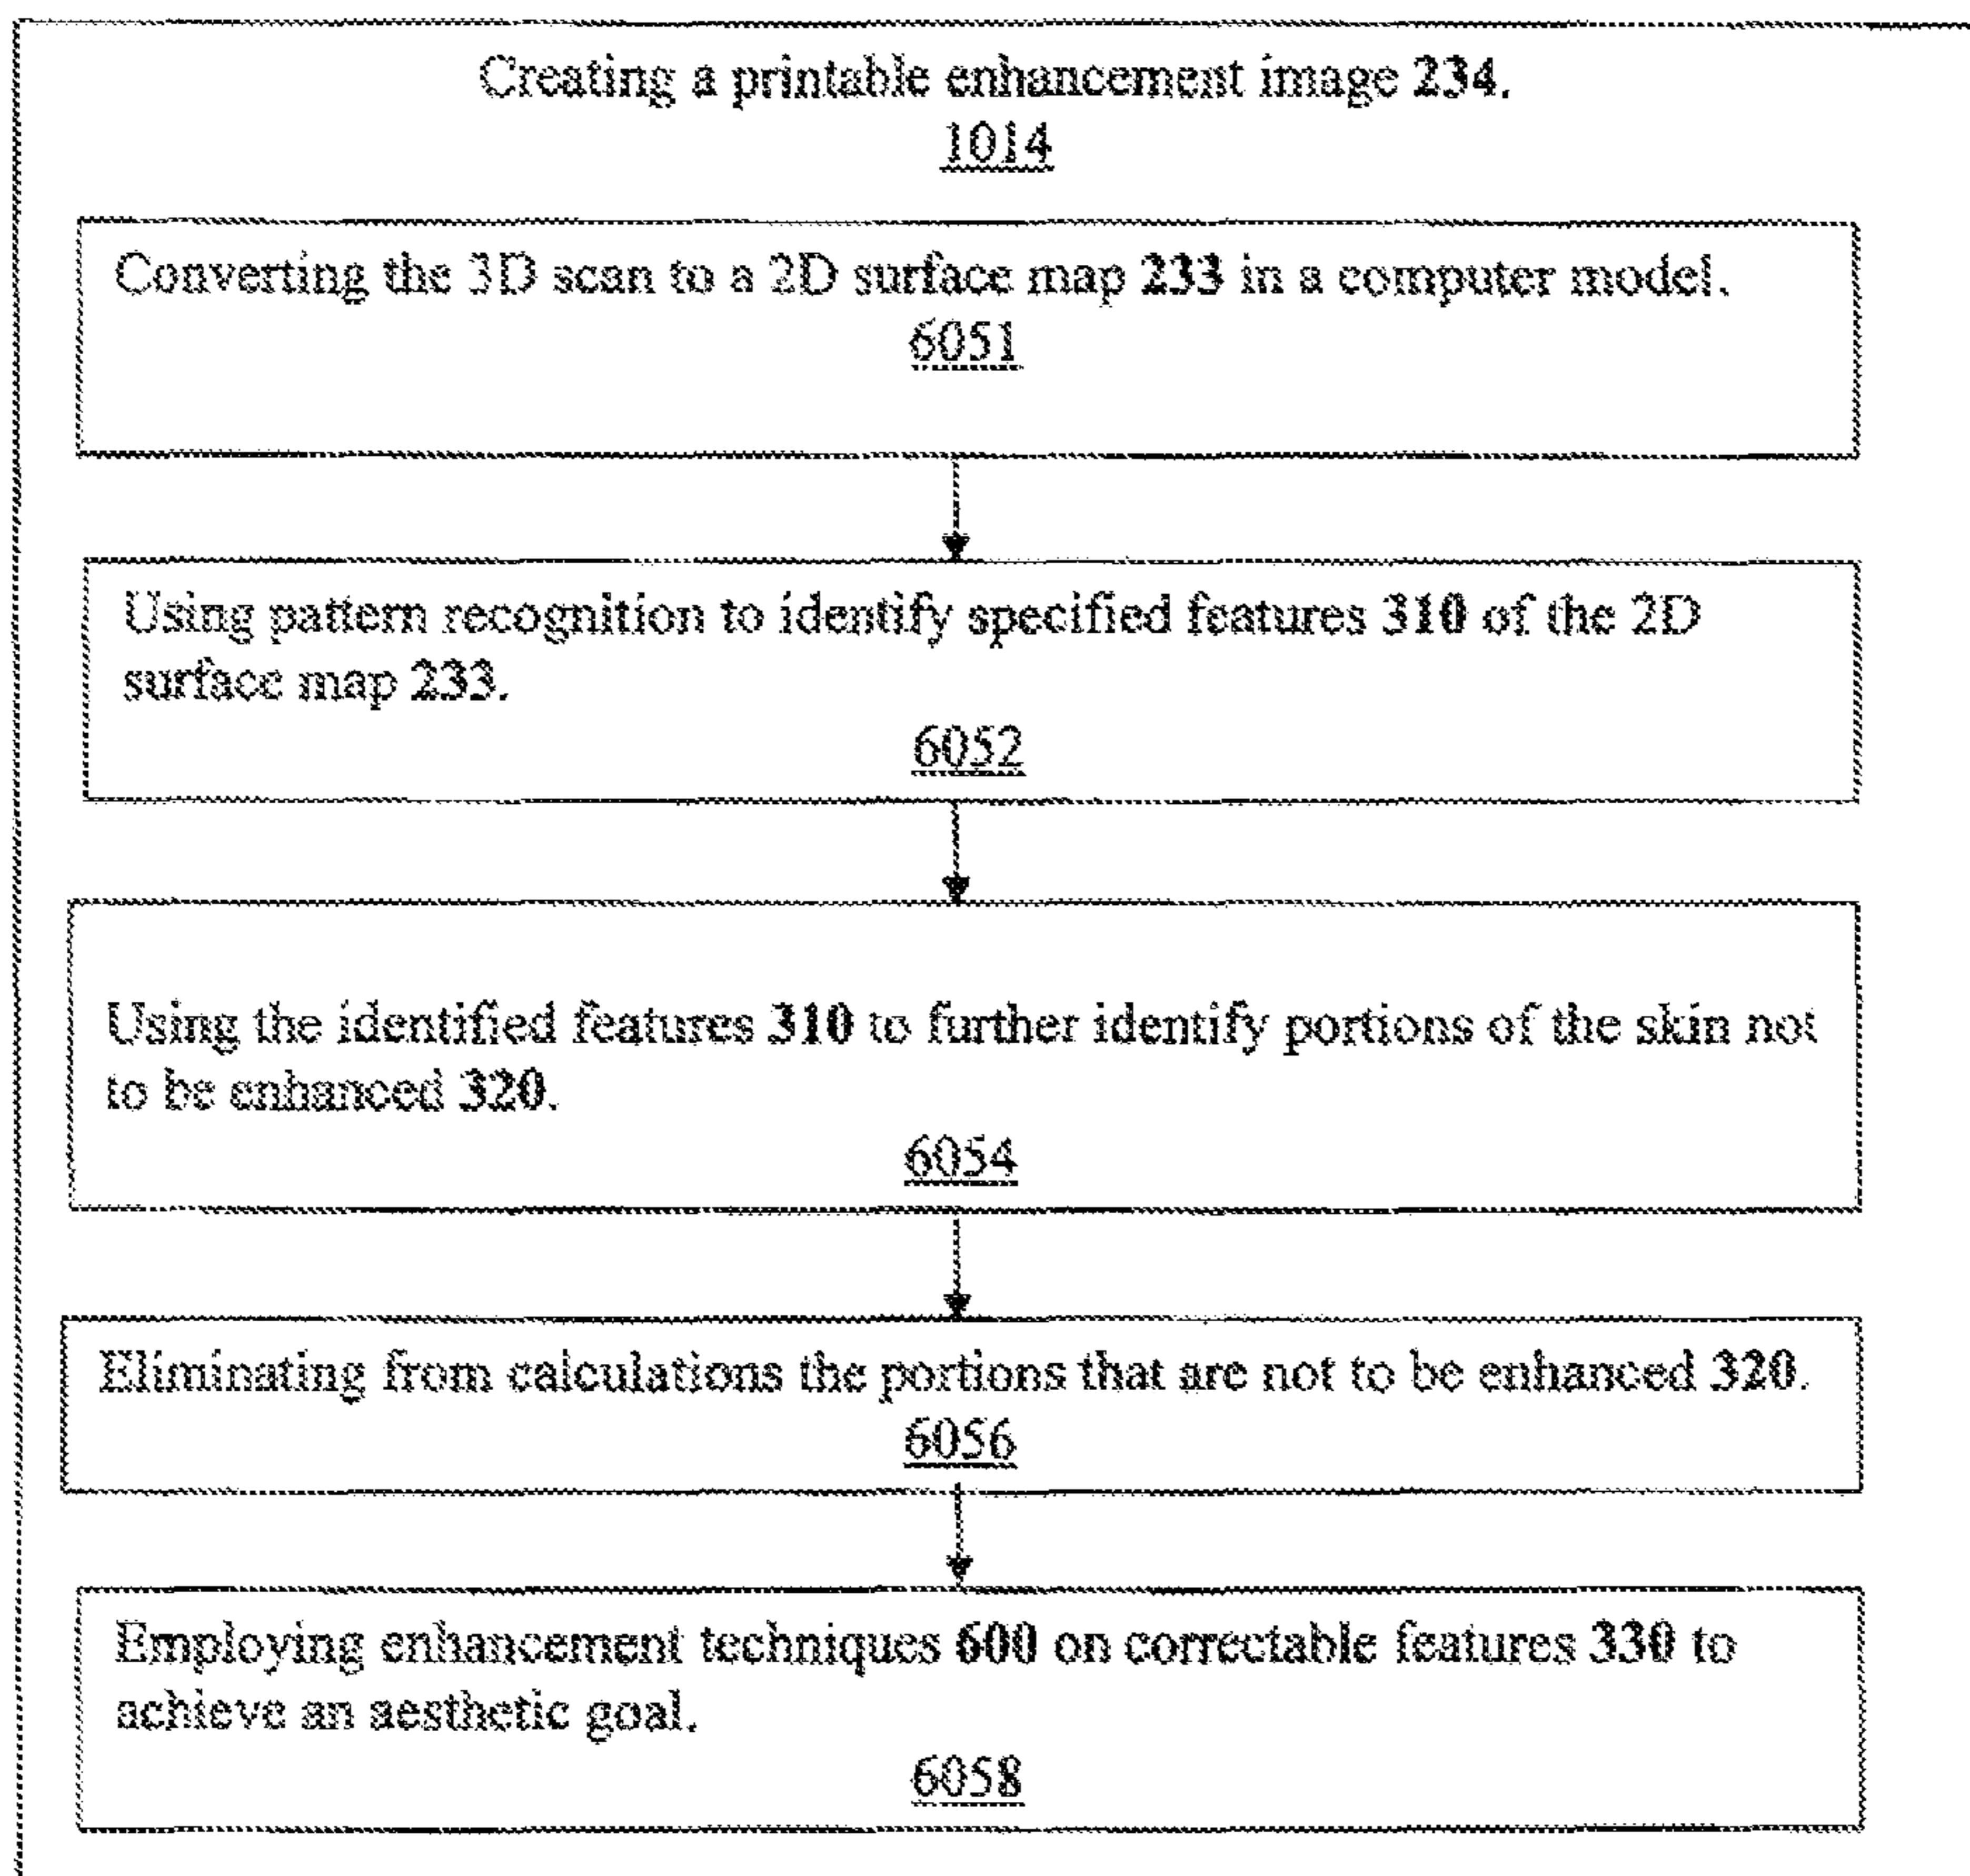 Creating a printable enhancement image 234.
1014
Converting the 3D scan to a 2D surface map 233 in a computer model.
6051
Using pattern recognition to identify specified features 310 of the 2D
surface map 233.
6052
Using the identified features 310 to further identify portions of the skin not
to be enhanced 320.
6054
Eliminating from calculations the portions that are not to be enhanced 320.
6056
Employing enhancement techniques 600 on correctable features 330 to
achieve an aesthetic goal.
6058